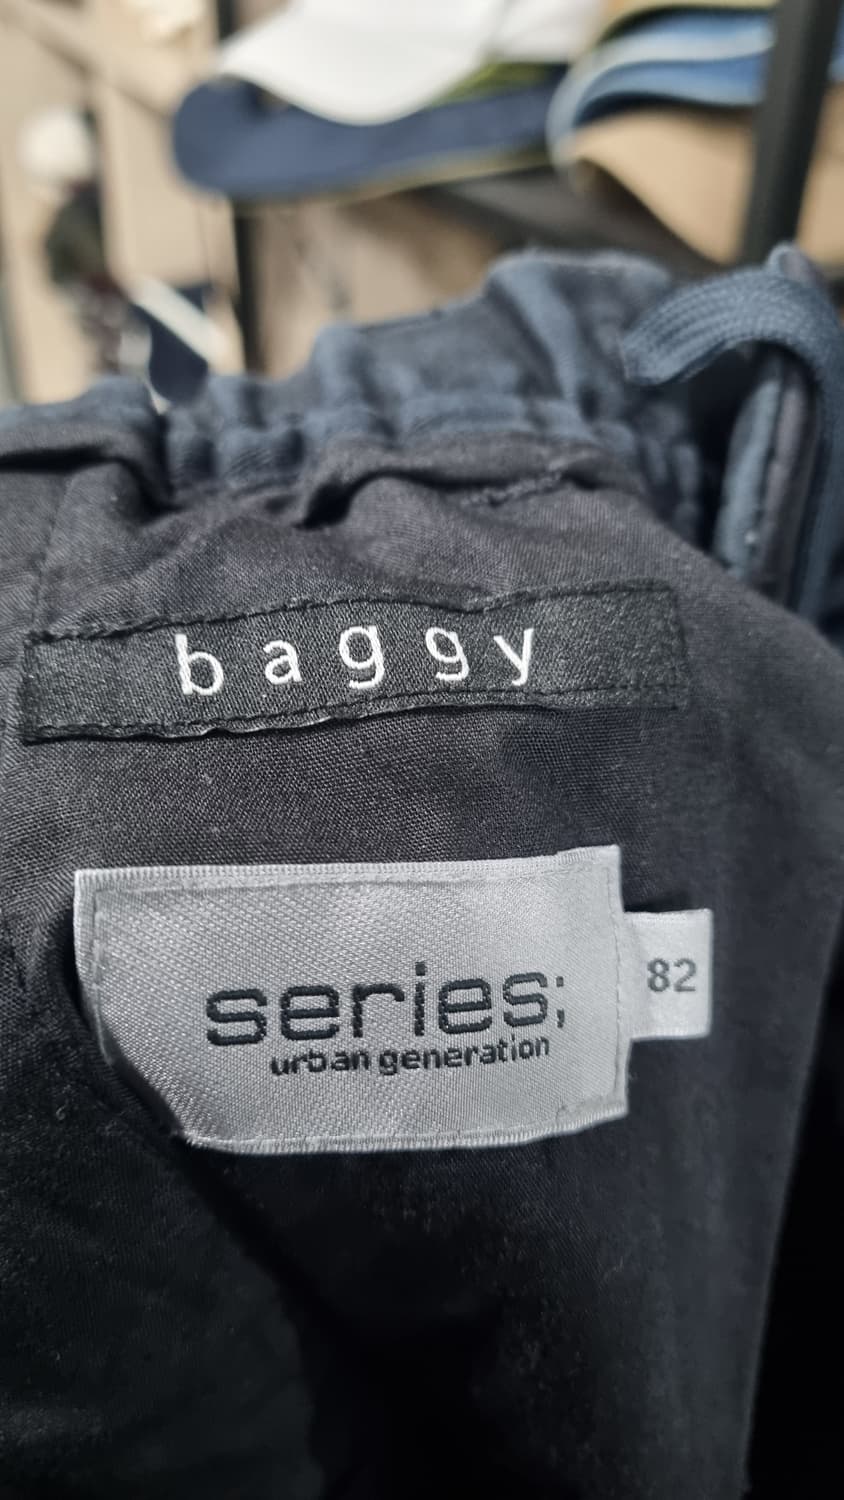 baggy
series;
urban generation
82